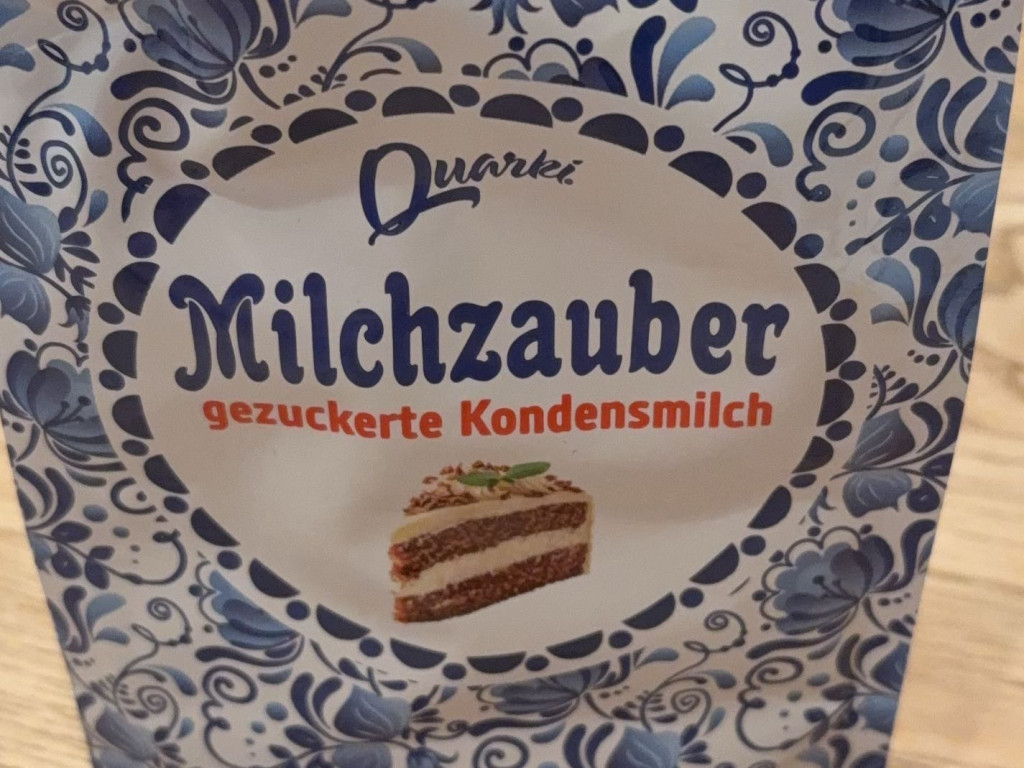 Quarki
Milchzauber
gezuckerte Kondensmilch